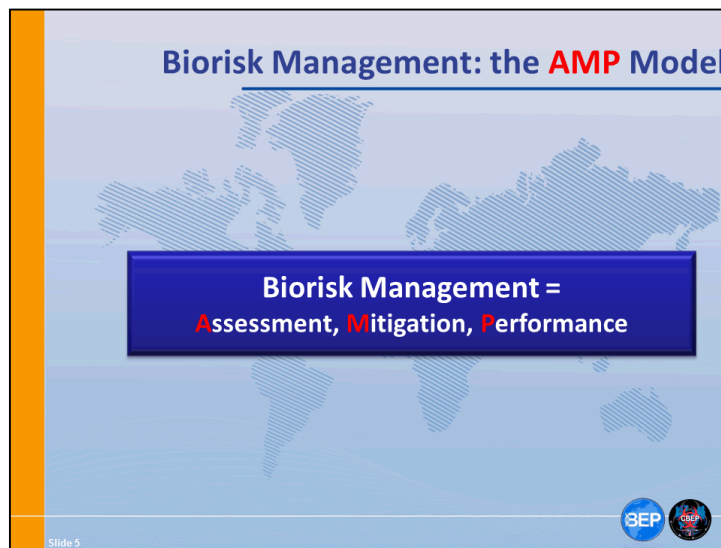 Biorisk Management: the AMP Model
Biorisk Management =
Assessment, Mitigation, Performance
Slide 5
BEP
CBEP